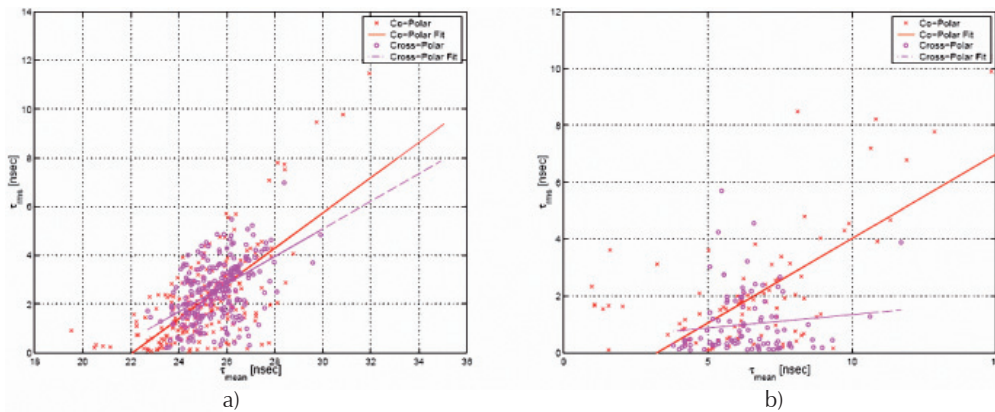 14
12
10
8
6
4
2
0
18 20 22 24 26 28 30 32 34 36
τrms [nsec]
τmean [nsec]
Co-Polar
Co-Polar Fit
Cross-Polar
Cross-Polar Fit
a)
12
10
8
6
4
2
0
0 5 10 15
τrms [nsec]
τmean [nsec]
Co-Polar
Co-Polar Fit
Cross-Polar
Cross-Polar Fit
b)